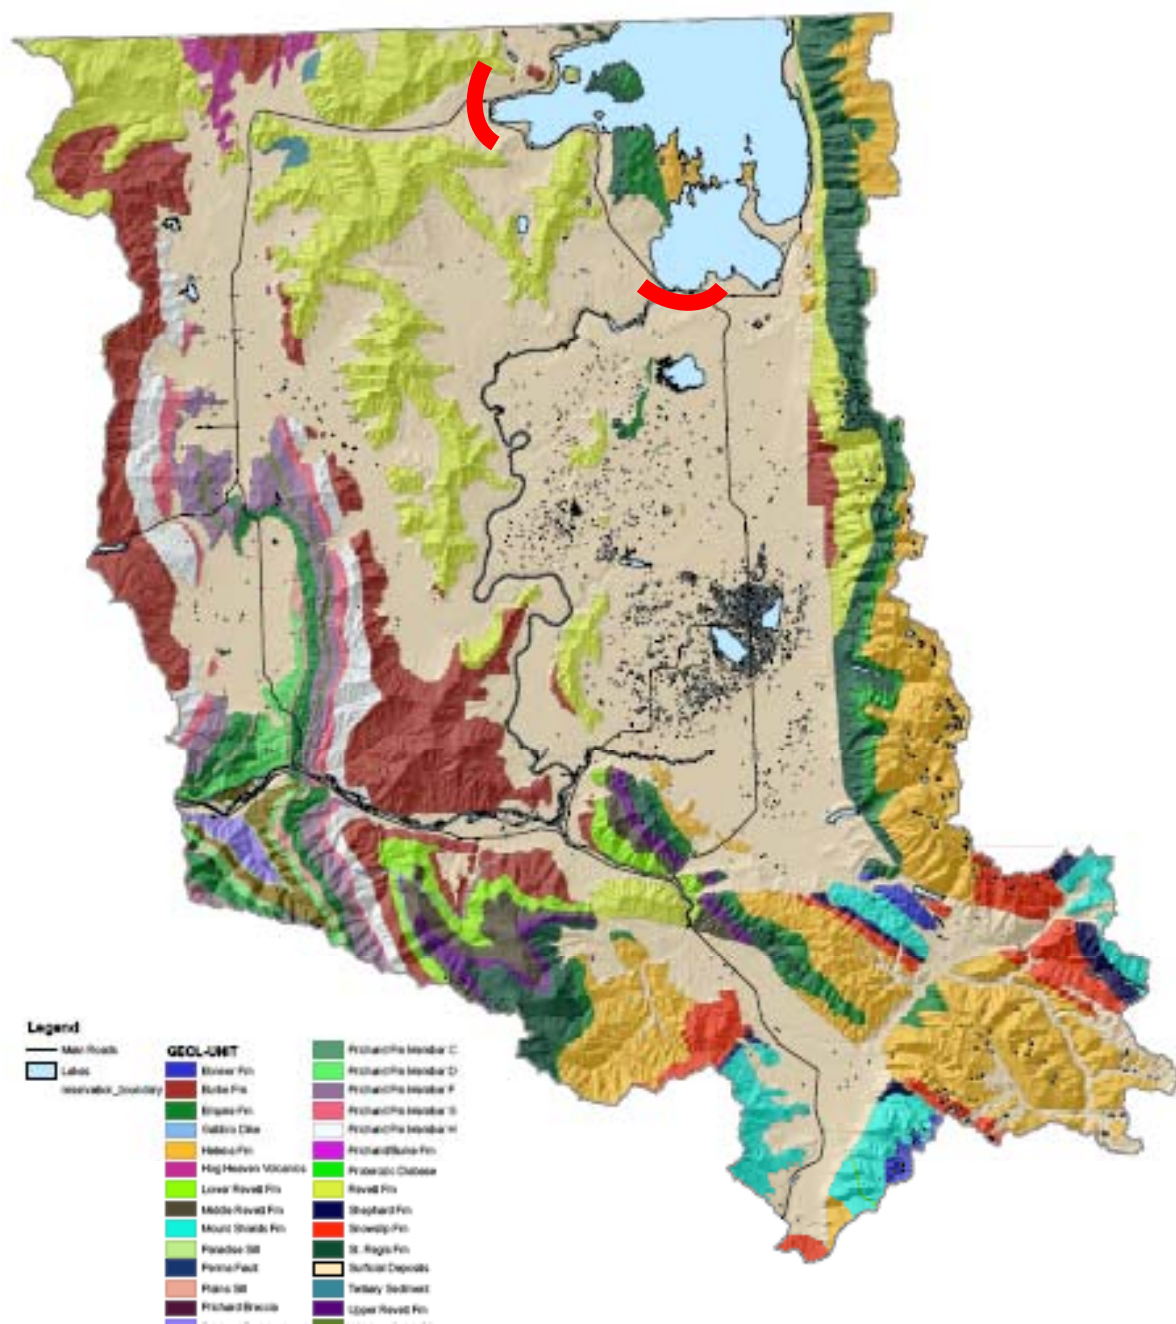 Legend
Main Roads
Lakes
reservation_boundary
GEOL-UNIT
Bonner Fm
Burke Fm
Empire Fm
Gabbro Dike
Helena Fm
Hog Heaven Volcanics
Lower Revett Fm
Middle Revett Fm
Mount Shields Fm
Paradise Sill
Perma Fault
Plains Sill
Prichard Breccia
Prichard Fm Member C
Prichard Fm Member D
Prichard Fm Member F
Prichard Fm Member G
Prichard Fm Member H
Prichard/Burke Fm
Proterozoic Diabase
Revett Fm
Shephard Fm
Snowslip Fm
St. Regis Fm
Surficial Deposits
Tertiary Sediment
Upper Revett Fm